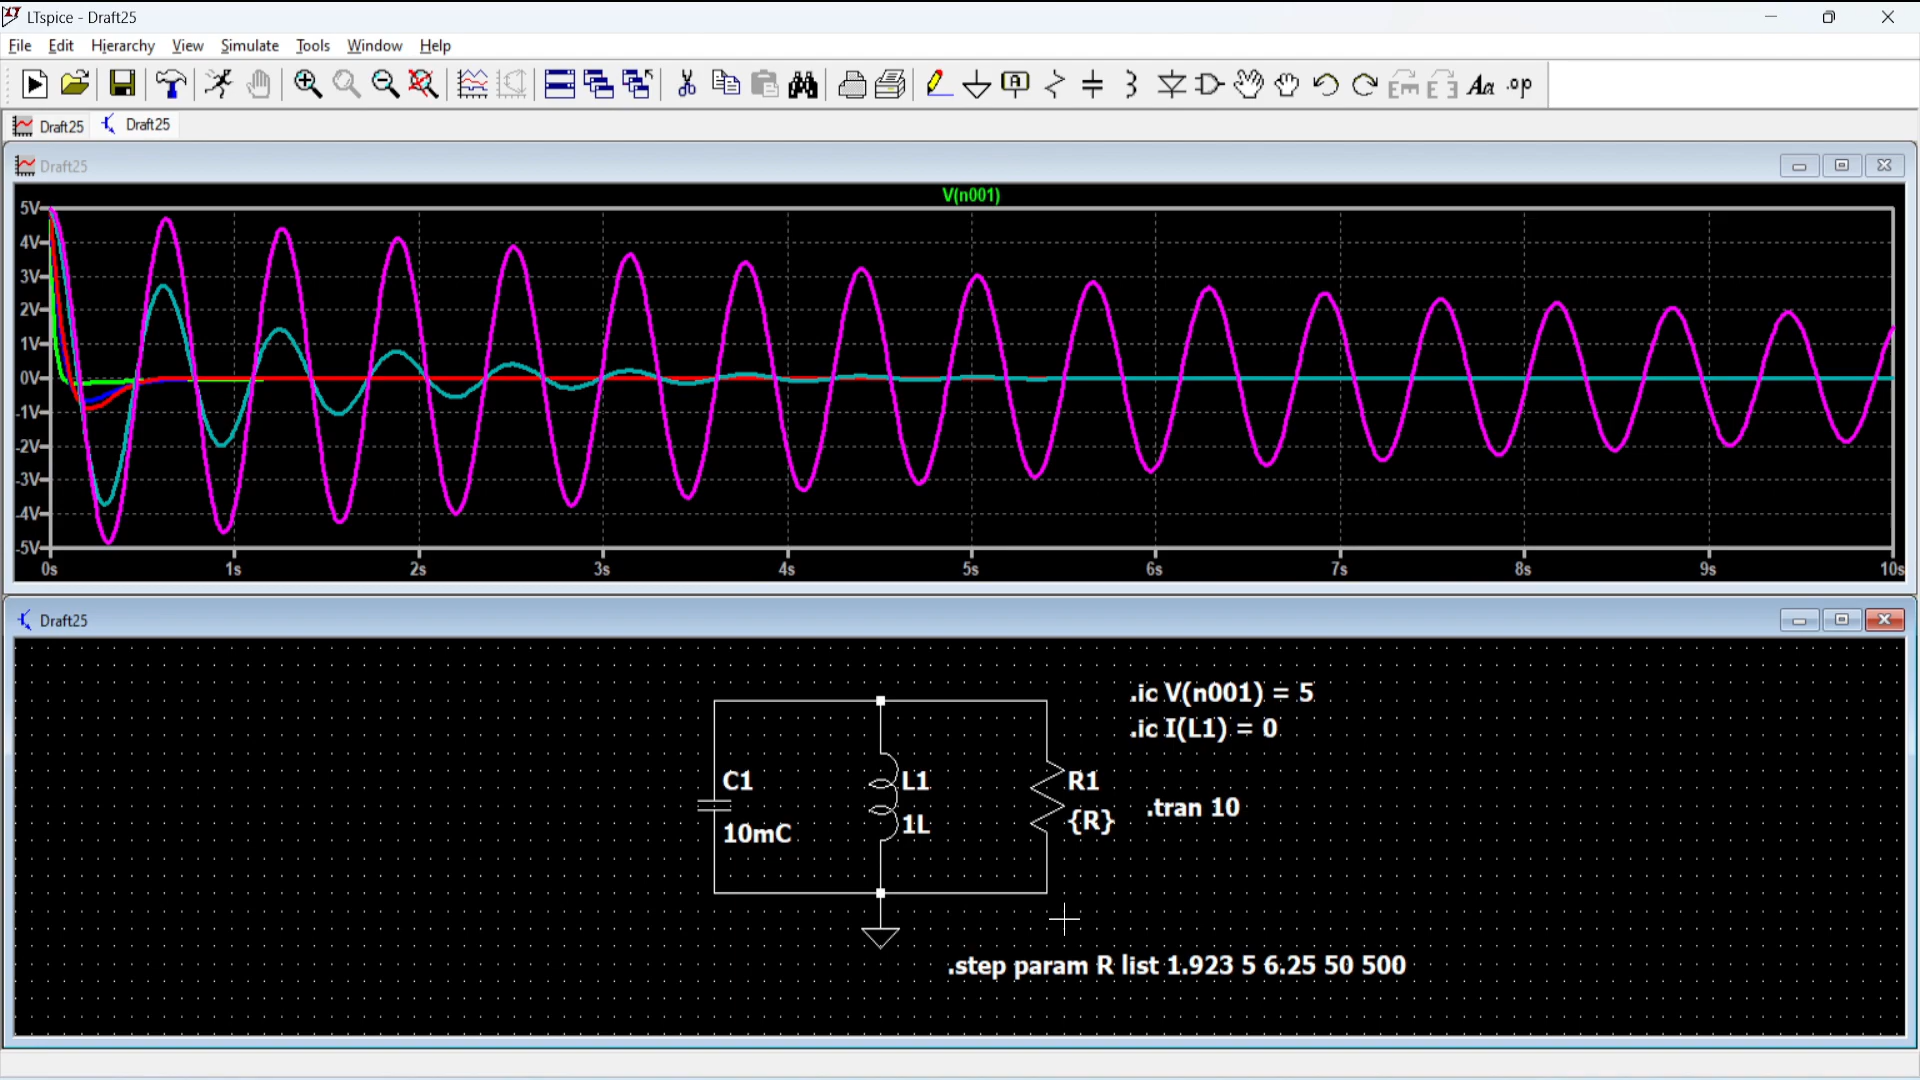 LTspice - Draft25
File Edit Hierarchy View Simulate Tools Window Help
A Aa .op
Draft25 Draft25
Draft25
V(n001)
5V
4V
3V
2V
1V
0V
-1V
-2V
-3V
-4V
-5V
0s 1s 2s 3s 4s 5s 6s 7s 8s 9s 10s
Draft25
.ic V(n001) = 5
.ic I(L1) = 0
C1 L1 R1
10mC 1L {R} .tran 10
.step param R list 1.923 5 6.25 50 500